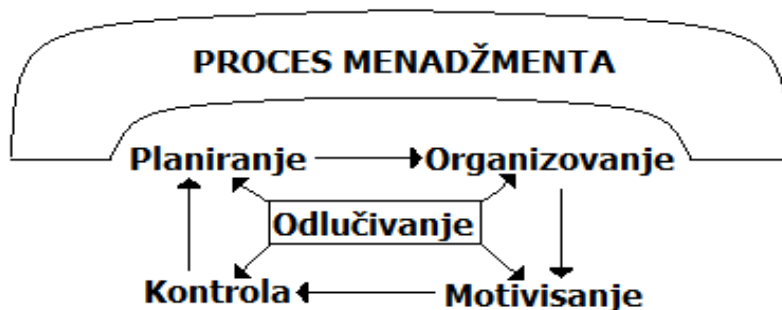 PROCES MENADŽMENTA
Planiranje
Organizovanje
Odlučivanje
Kontrola
Motivisanje